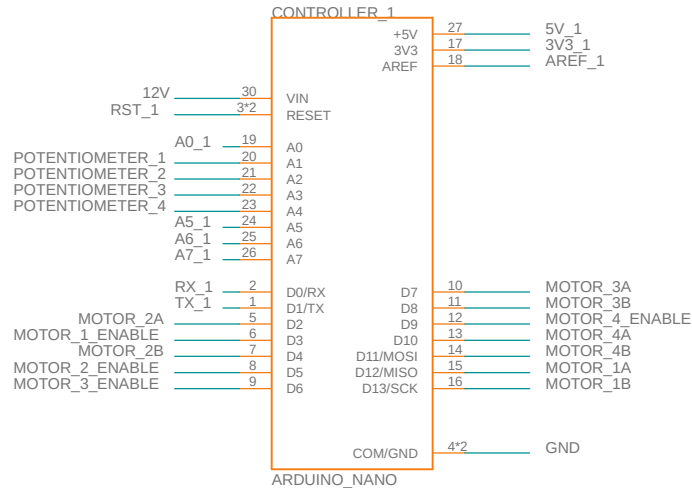 CONTROLLER_1
+5V 27 5V_1
3V3 17 3V3_1
AREF 18 AREF_1
12V 30 VIN
RST_1 3*2 RESET
A0_1 19 A0
POTENTIOMETER_1 20 A1
POTENTIOMETER_2 21 A2
POTENTIOMETER_3 22 A3
POTENTIOMETER_4 23 A4
A5_1 24 A5
A6_1 25 A6
A7_1 26 A7
RX_1 2 D0/RX D7 10 MOTOR_3A
TX_1 1 D1/TX D8 11 MOTOR_3B
MOTOR_2A 5 D2 D9 12 MOTOR_4_ENABLE
MOTOR_1_ENABLE 6 D3 D10 13 MOTOR_4A
MOTOR_2B 7 D4 D11/MOSI 14 MOTOR_4B
MOTOR_2_ENABLE 8 D5 D12/MISO 15 MOTOR_1A
MOTOR_3_ENABLE 9 D6 D13/SCK 16 MOTOR_1B
COM/GND 4*2 GND
ARDUINO_NANO